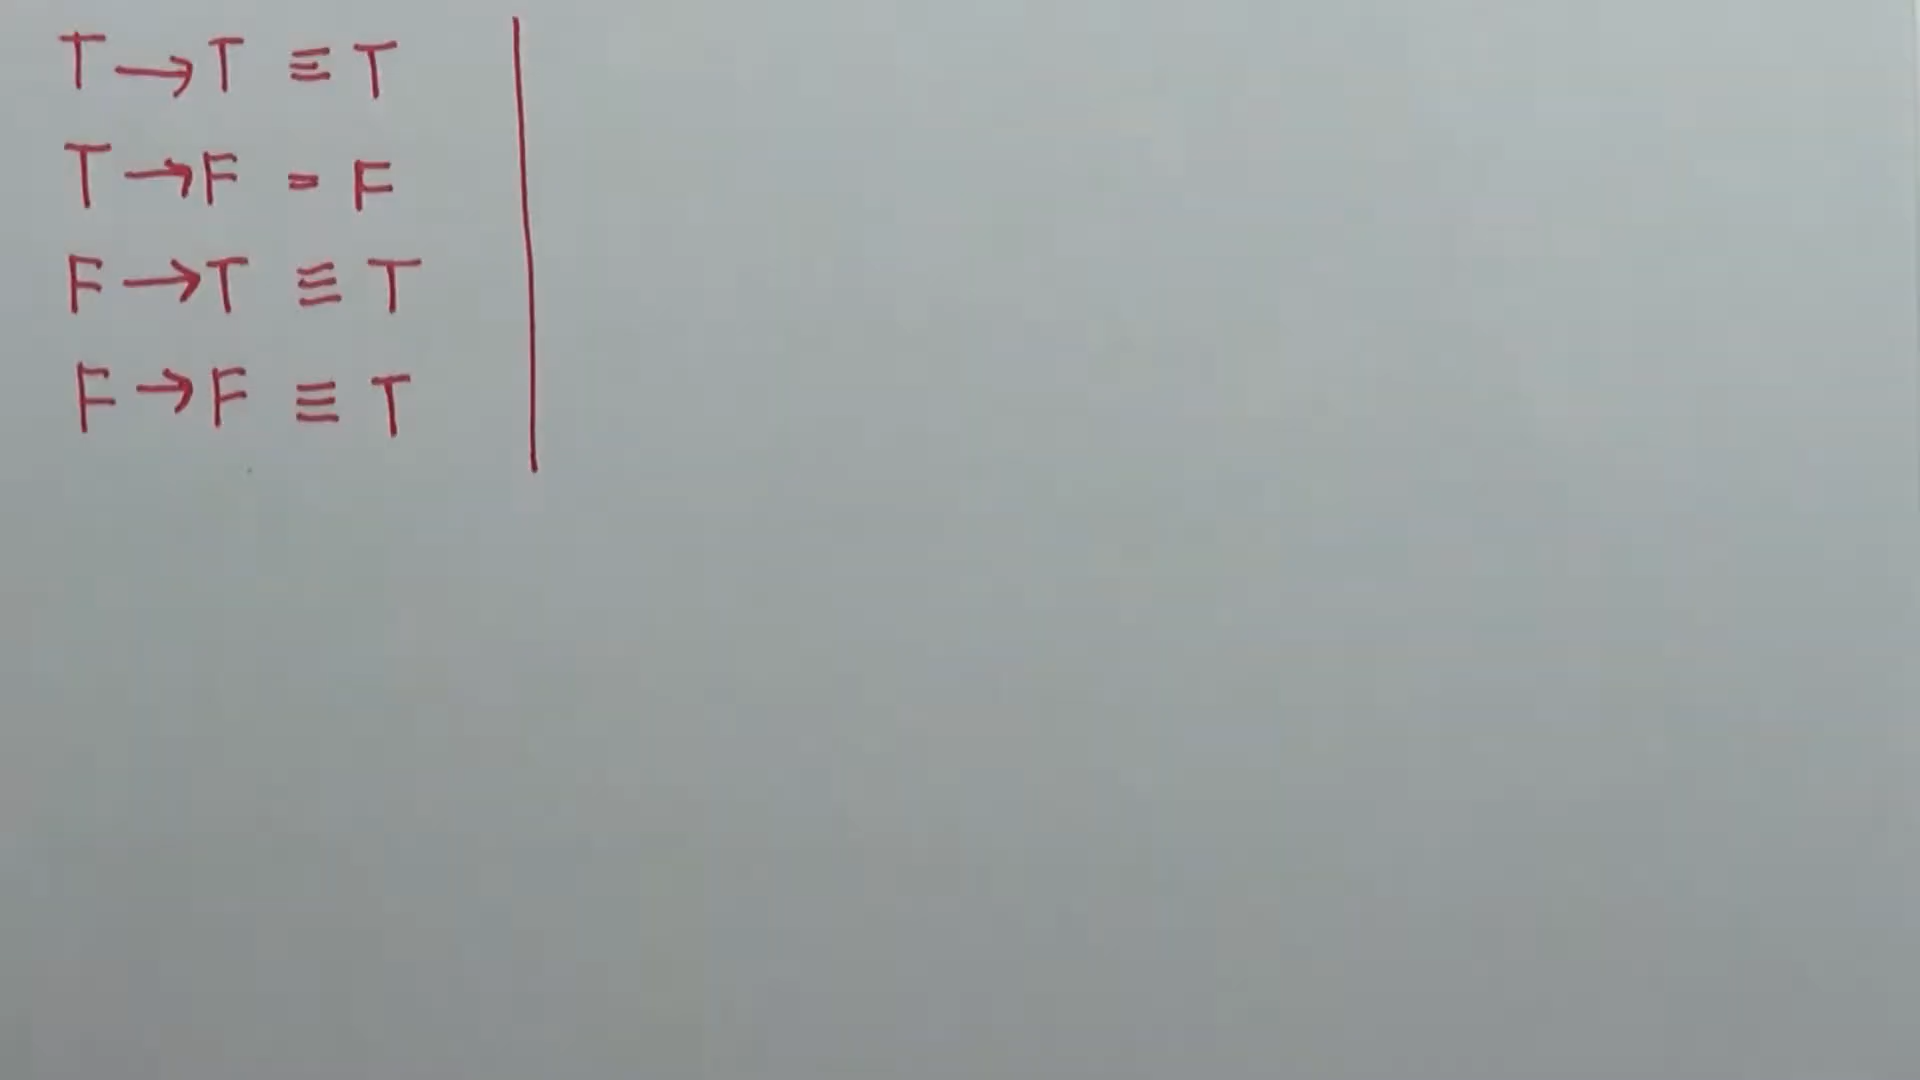 T → T ≡ T
T → F = F
F → T ≡ T
F → F ≡ T